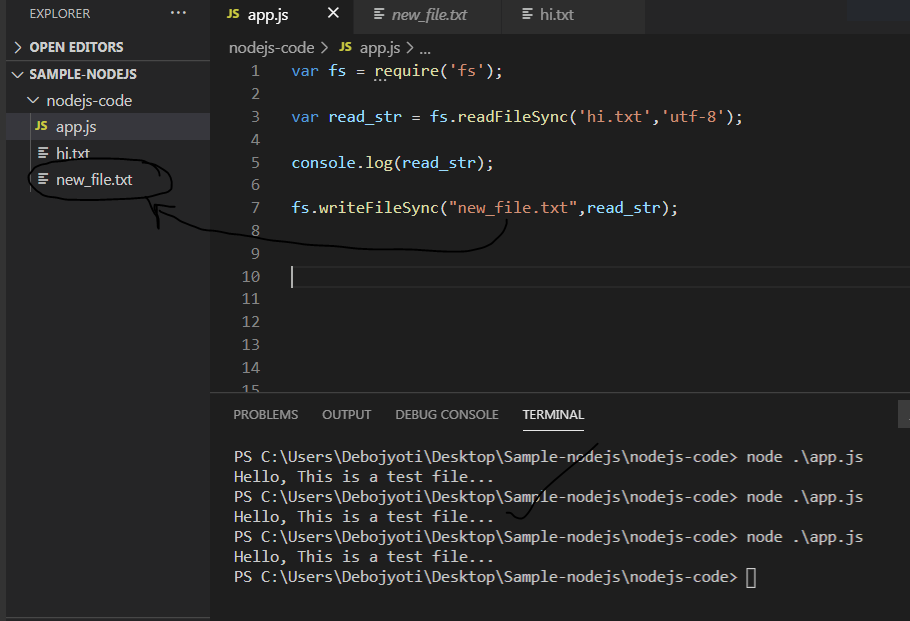 EXPLORER ...
OPEN EDITORS
SAMPLE-NODEJS
nodejs-code
JS app.js
hi.txt
new_file.txt
JS app.js
new_file.txt
hi.txt
nodejs-code > JS app.js > ...
1 var fs = require('fs');
2
3 var read_str = fs.readFileSync('hi.txt','utf-8');
4
5 console.log(read_str);
6
7 fs.writeFileSync("new_file.txt",read_str);
8
9
10
11
12
13
14
15
PROBLEMS OUTPUT DEBUG CONSOLE TERMINAL
PS C:\Users\Debojyoti\Desktop\Sample-nodejs\nodejs-code> node .\app.js
Hello, This is a test file...
PS C:\Users\Debojyoti\Desktop\Sample-nodejs\nodejs-code> node .\app.js
Hello, This is a test file...
PS C:\Users\Debojyoti\Desktop\Sample-nodejs\nodejs-code> node .\app.js
Hello, This is a test file...
PS C:\Users\Debojyoti\Desktop\Sample-nodejs\nodejs-code>